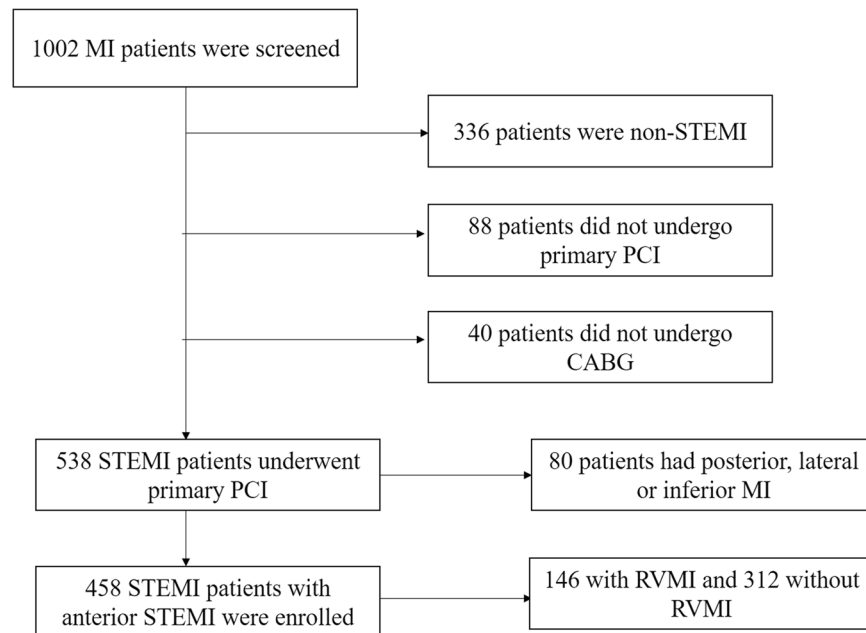 1002 MI patients were screened
336 patients were non-STEMI
88 patients did not undergo
primary PCI
40 patients did not undergo
CABG
538 STEMI patients underwent
primary PCI
80 patients had posterior, lateral
or inferior MI
458 STEMI patients with
anterior STEMI were enrolled
146 with RVMI and 312 without
RVMI